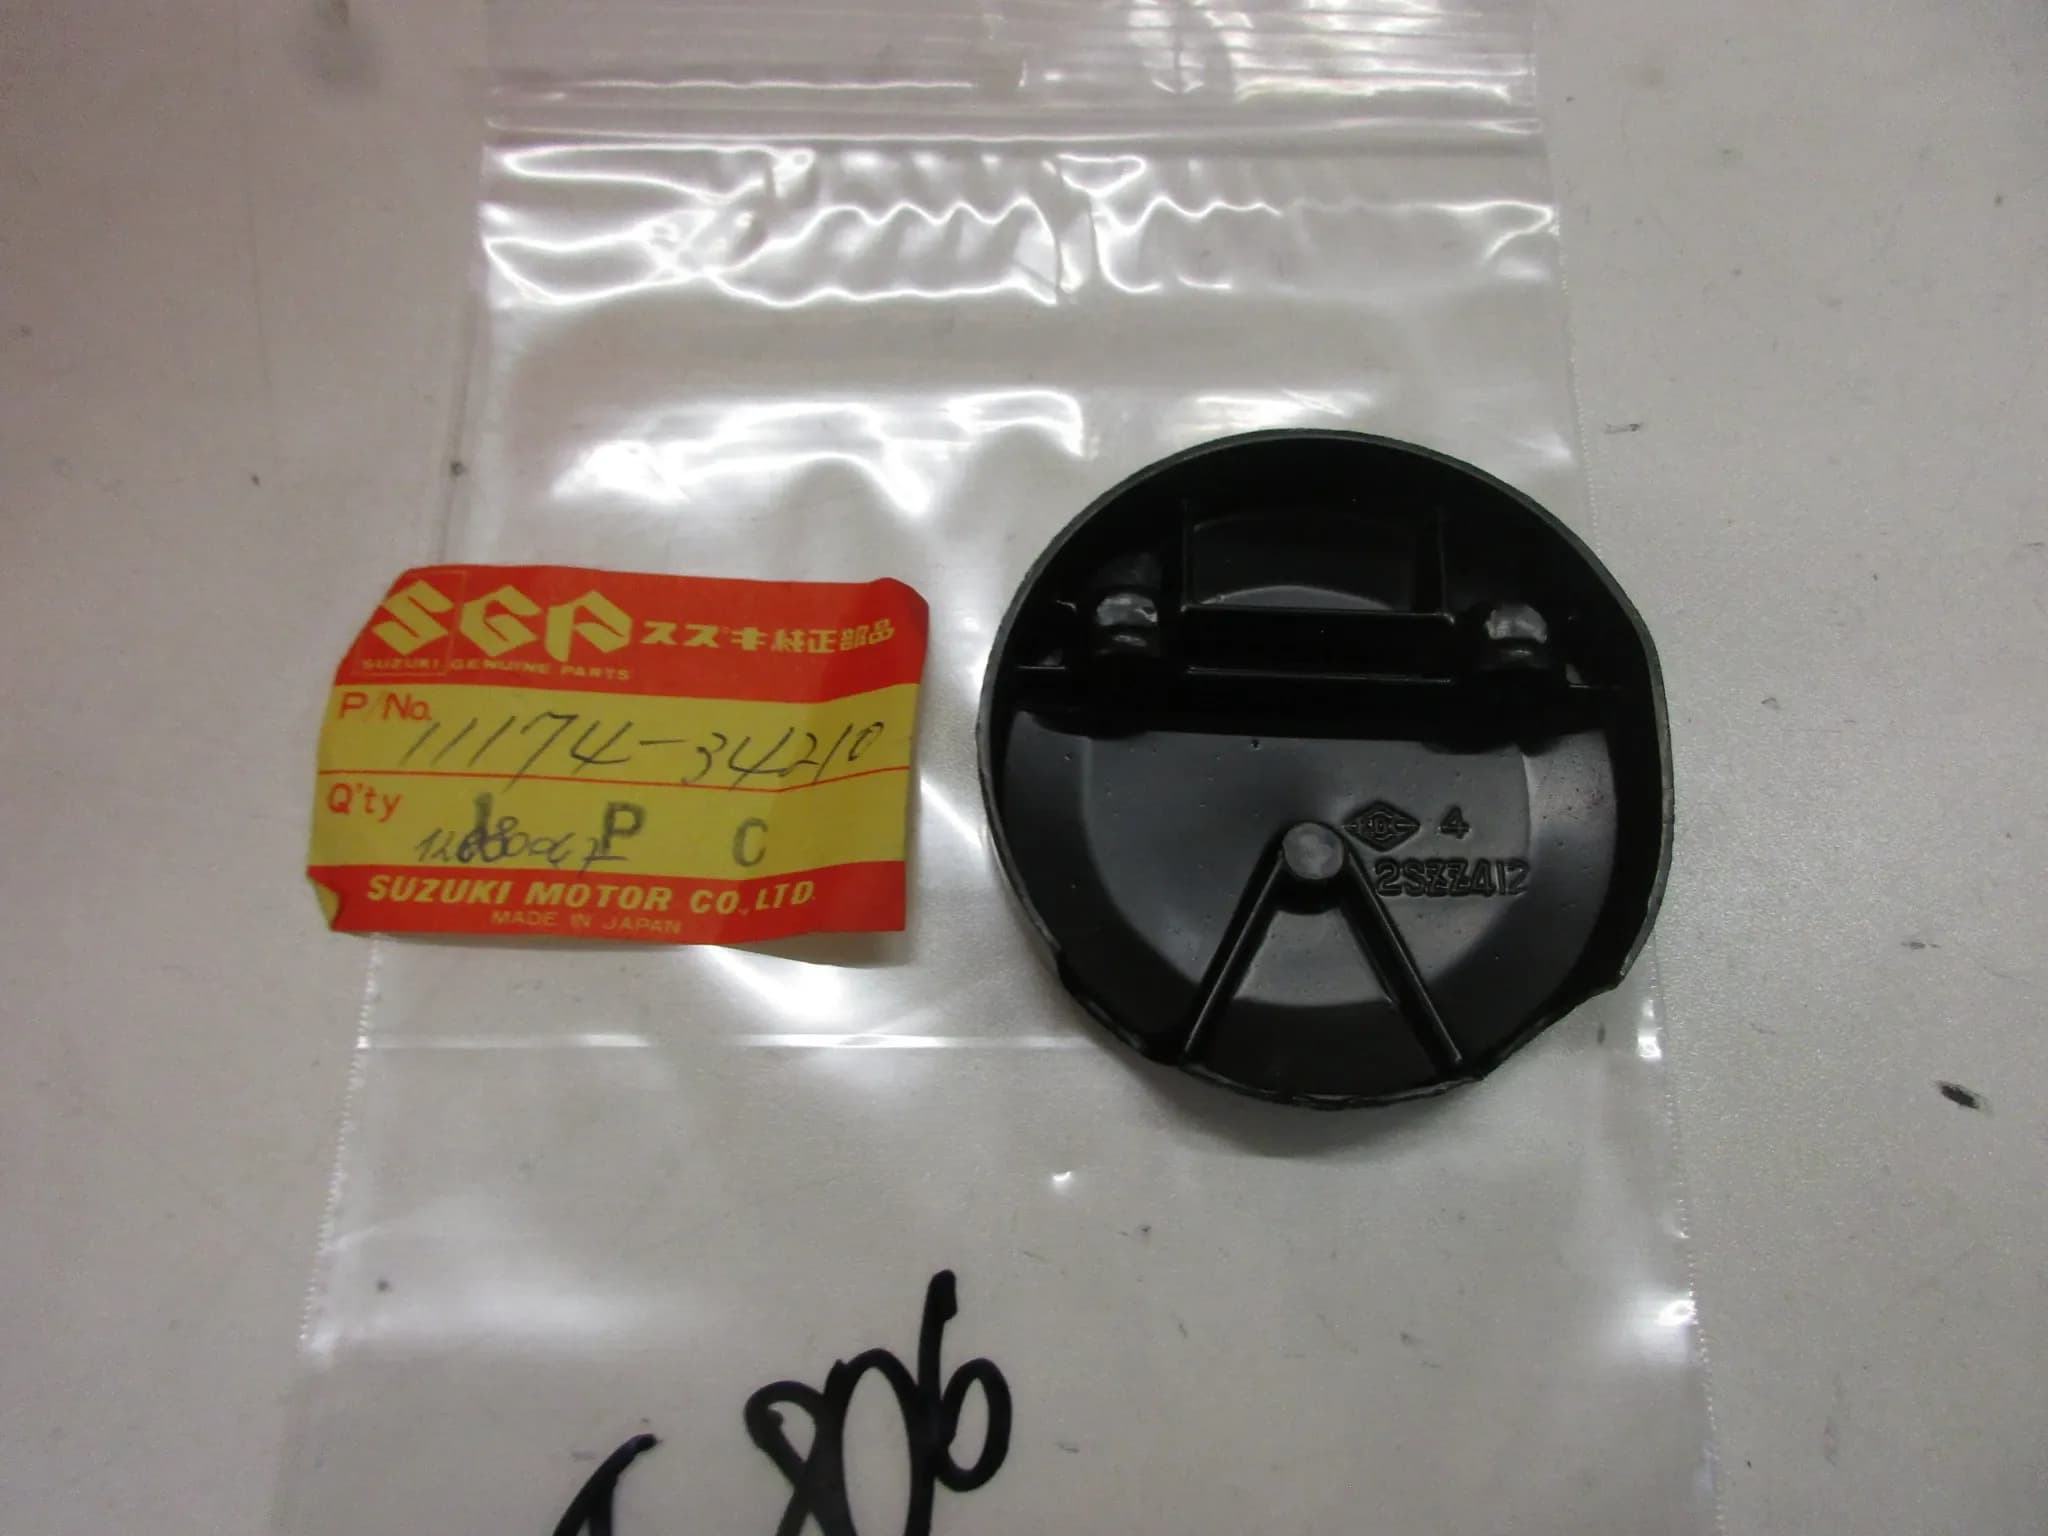 SGP スズキ純正部品
SUZUKI GENUINE PARTS
P/No. 11174-34210
Q'ty 1 P C
SUZUKI MOTOR CO., LTD.
MADE IN JAPAN
4
2SZZ412
806